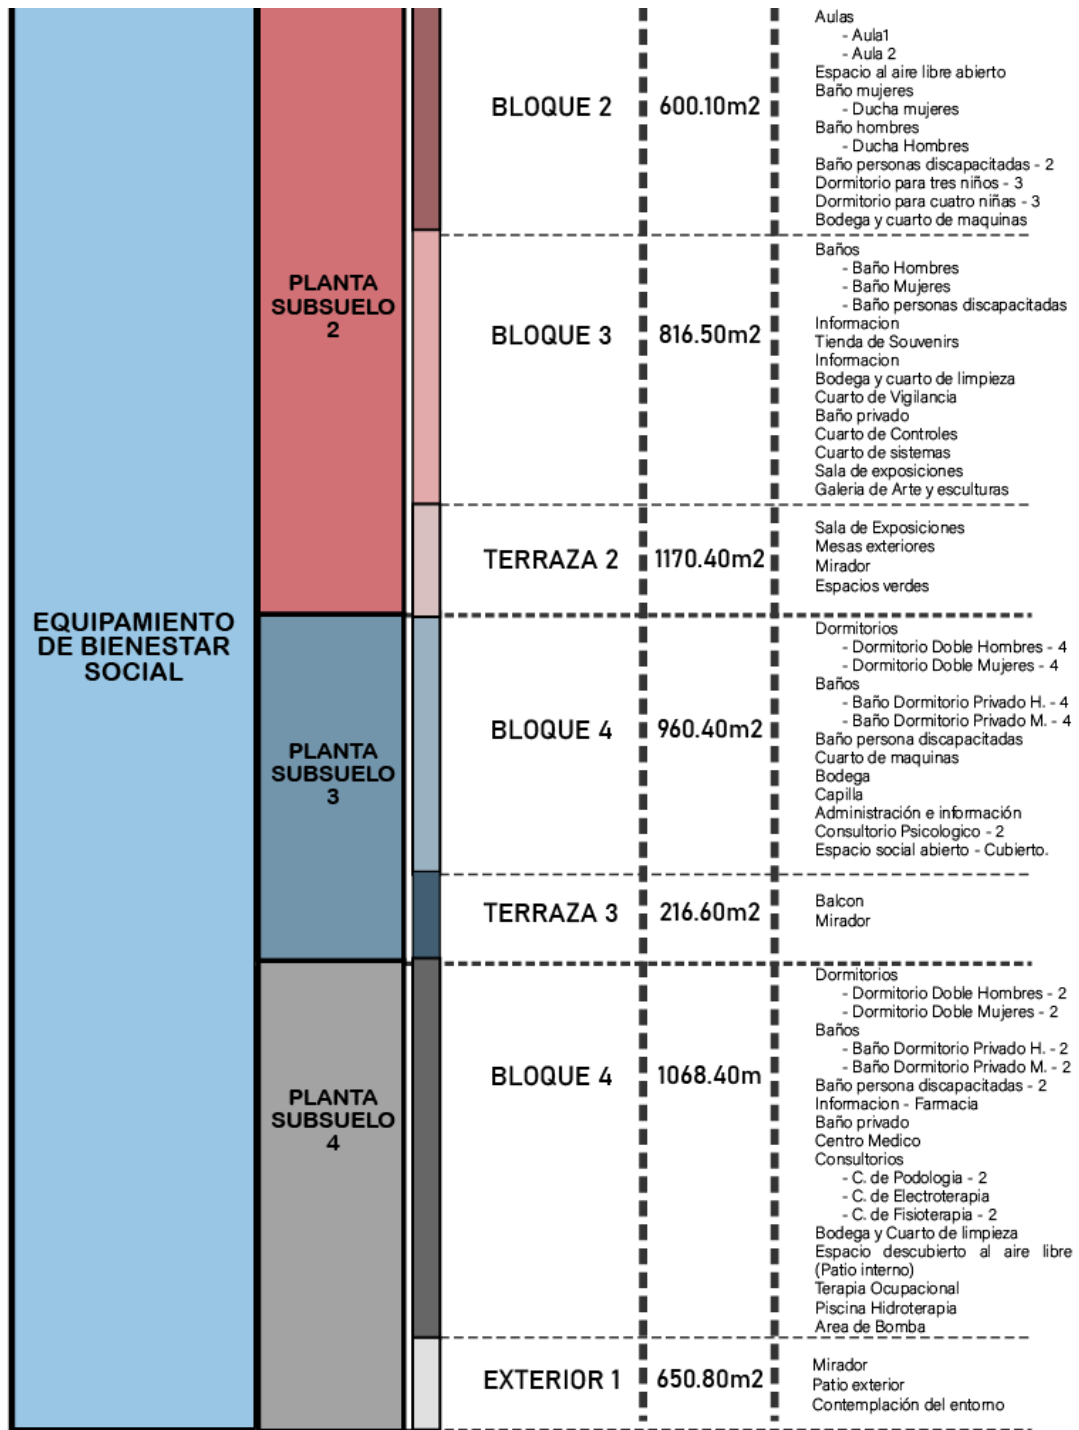 EQUIPAMIENTO
DE BIENESTAR
SOCIAL
PLANTA
SUBSUELO
2
BLOQUE 2
600.10m2
Aulas
- Aula1
- Aula 2
Espacio al aire libre abierto
Baño mujeres
- Ducha mujeres
Baño hombres
- Ducha Hombres
Baño personas discapacitadas - 2
Dormitorio para tres niños - 3
Dormitorio para cuatro niñas - 3
Bodega y cuarto de maquinas
BLOQUE 3
816.50m2
Baños
- Baño Hombres
- Baño Mujeres
- Baño personas discapacitadas
Informacion
Tienda de Souvenirs
Informacion
Bodega y cuarto de limpieza
Cuarto de Vigilancia
Baño privado
Cuarto de Controles
Cuarto de sistemas
Sala de exposiciones
Galeria de Arte y esculturas
TERRAZA 2
1170.40m2
Sala de Exposiciones
Mesas exteriores
Mirador
Espacios verdes
PLANTA
SUBSUELO
3
BLOQUE 4
960.40m2
Dormitorios
- Dormitorio Doble Hombres - 4
- Dormitorio Doble Mujeres - 4
Baños
- Baño Dormitorio Privado H. - 4
- Baño Dormitorio Privado M. - 4
Baño persona discapacitadas
Cuarto de maquinas
Bodega
Capilla
Administración e información
Consultorio Psicologico - 2
Espacio social abierto - Cubierto.
TERRAZA 3
216.60m2
Balcon
Mirador
PLANTA
SUBSUELO
4
BLOQUE 4
1068.40m
Dormitorios
- Dormitorio Doble Hombres - 2
- Dormitorio Doble Mujeres - 2
Baños
- Baño Dormitorio Privado H. - 2
- Baño Dormitorio Privado M. - 2
Baño persona discapacitadas - 2
Informacion - Farmacia
Baño privado
Centro Medico
Consultorios
- C. de Podologia - 2
- C. de Electroterapia
- C. de Fisioterapia - 2
Bodega y Cuarto de limpieza
Espacio descubierto al aire libre
(Patio interno)
Terapia Ocupacional
Piscina Hidroterapia
Area de Bomba
EXTERIOR 1
650.80m2
Mirador
Patio exterior
Contemplación del entorno